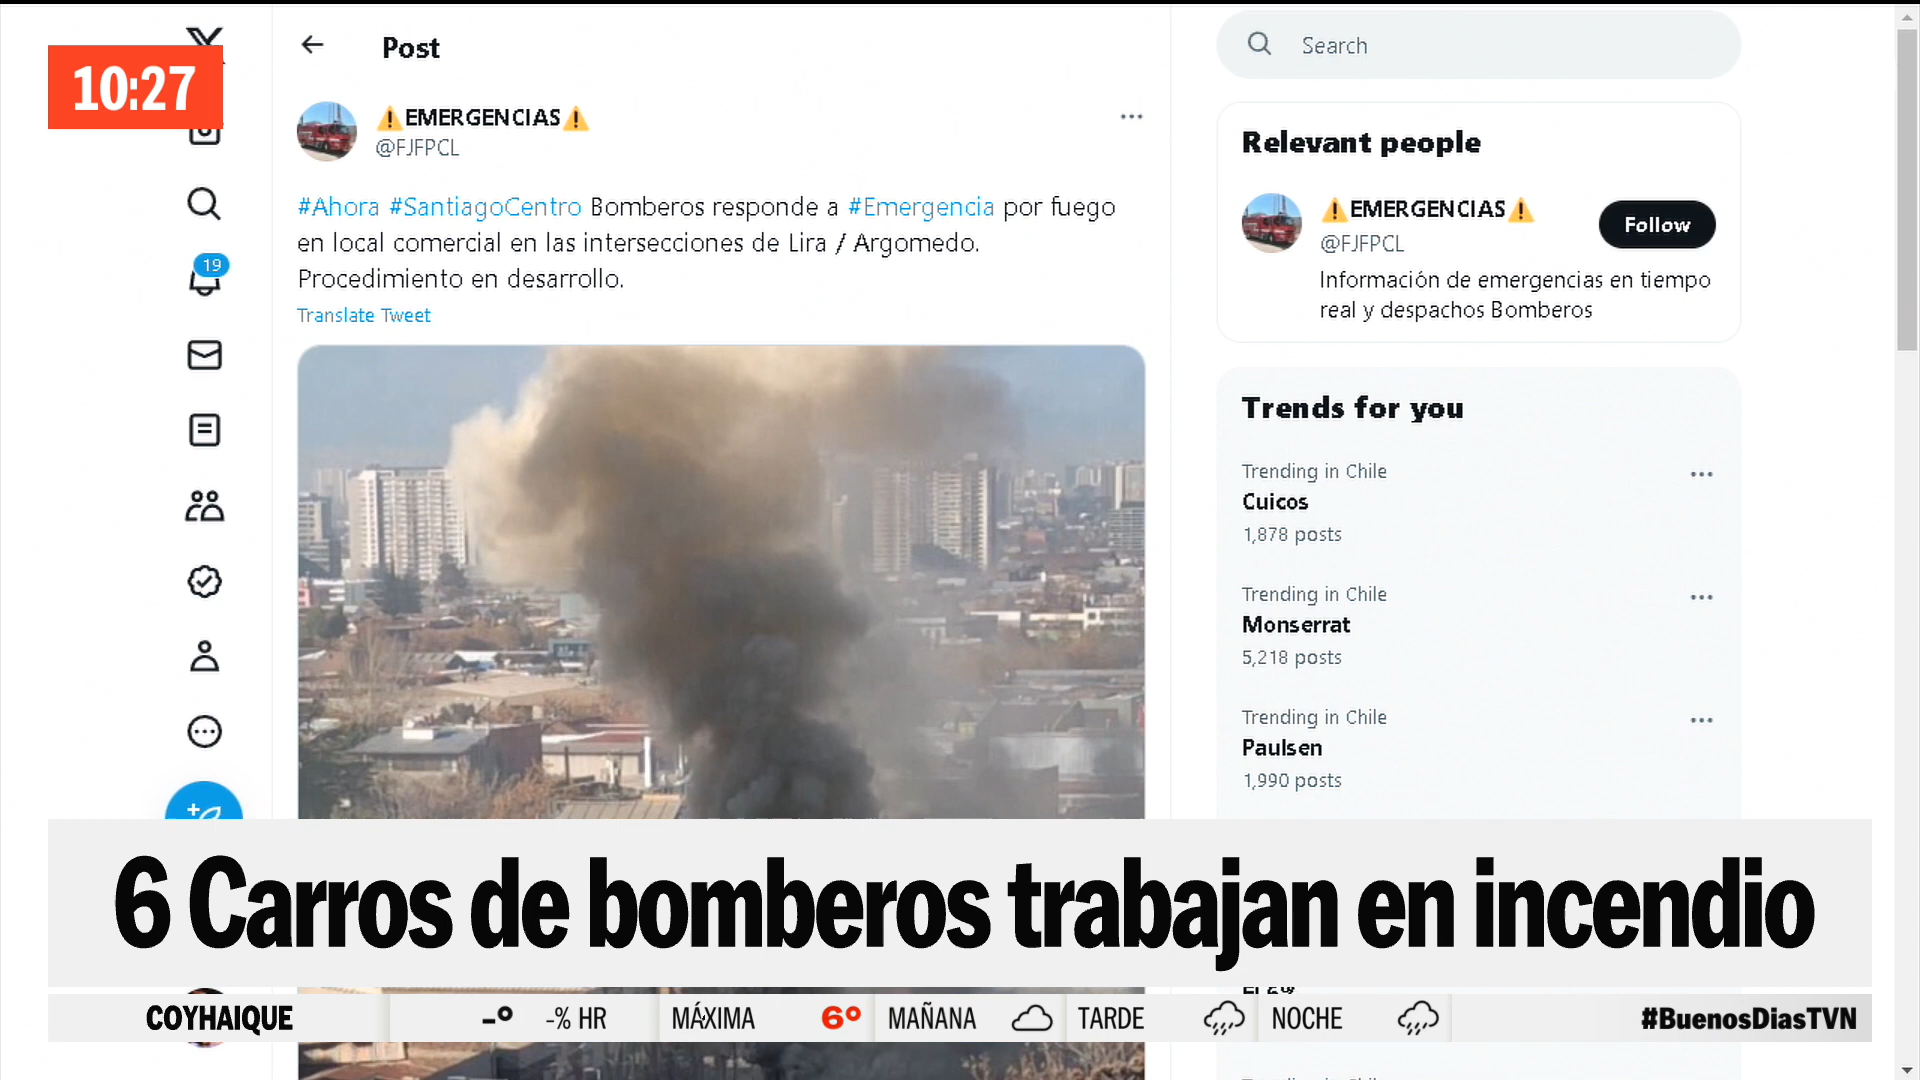 10:27
Post
Search
⚠️EMERGENCIAS⚠️
@FJFPCL
#Ahora #SantiagoCentro Bomberos responde a #Emergencia por fuego
en local comercial en las intersecciones de Lira / Argomedo.
Procedimiento en desarrollo.
Translate Tweet
19
Relevant people
⚠️EMERGENCIAS⚠️
@FJFPCL
Follow
Información de emergencias en tiempo
real y despachos Bomberos
Trends for you
Trending in Chile
Cuicos
1,878 posts
Trending in Chile
Monserrat
5,218 posts
Trending in Chile
Paulsen
1,990 posts
6 Carros de bomberos trabajan en incendio
COYHAIQUE -º -% HR MÁXIMA 6º MAÑANA TARDE NOCHE #BuenosDiasTVN